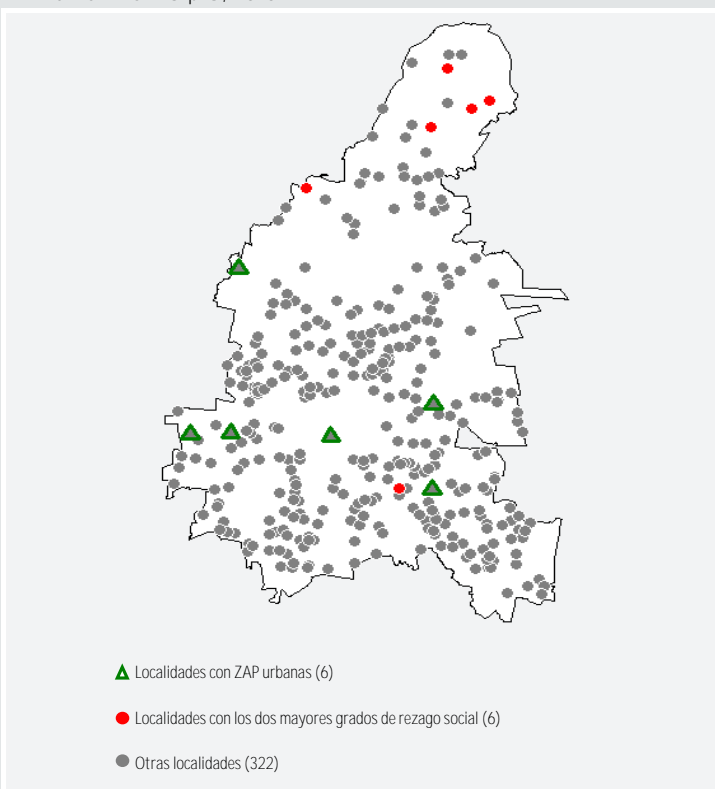 Localidades con ZAP urbanas (6)
Localidades con los dos mayores grados de rezago social (6)
Otras localidades (322)